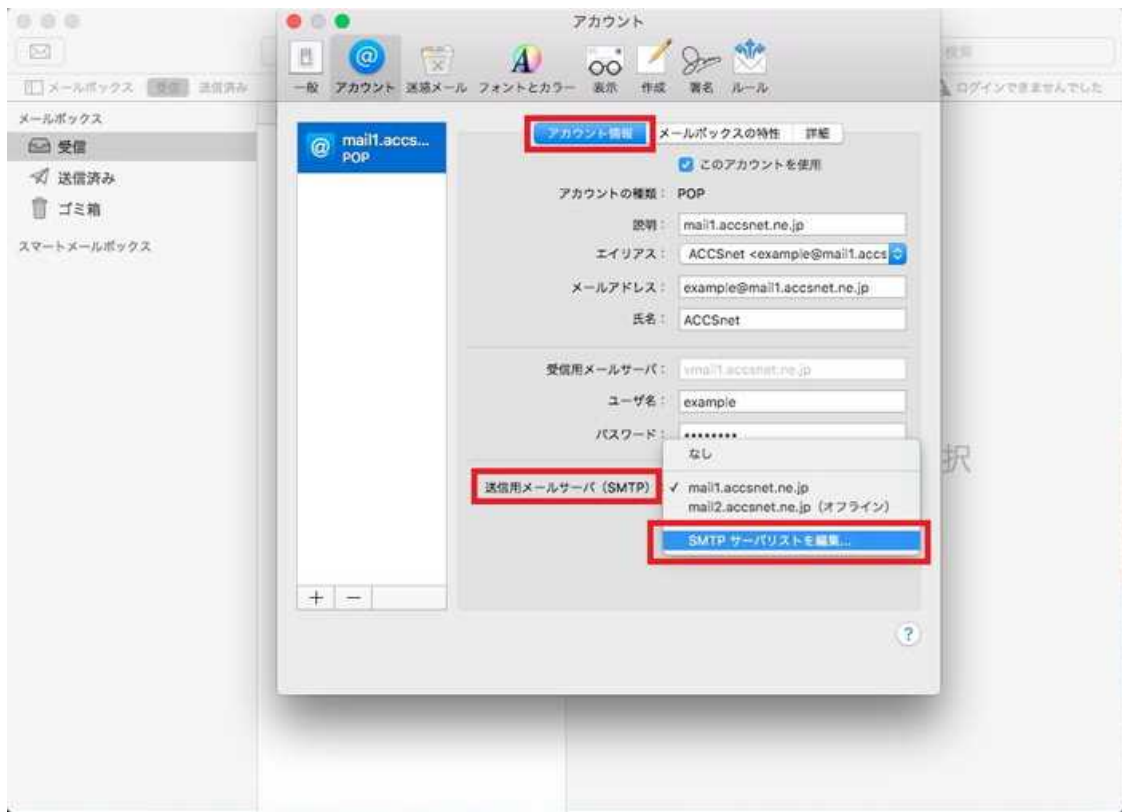 アカウント
一般 アカウント 迷惑メール フォントとカラー 表示 作成 署名 ルール
検索
メールボックス 受信 送信済み
ログインできませんでした
メールボックス
受信
送信済み
ゴミ箱
スマートメールボックス
mail1.accs...
POP
アカウント情報 メールボックスの特性 詳細
このアカウントを使用
アカウントの種類： POP
説明： mail1.accsnet.ne.jp
エイリアス： ACCSnet <example@mail1.accs
メールアドレス： example@mail1.accsnet.ne.jp
氏名： ACCSnet
受信用メールサーバ： vmail1.accsnet.ne.jp
ユーザ名： example
パスワード： ••••••••
なし
送信用メールサーバ（SMTP）： ✓ mail1.accsnet.ne.jp
mail2.accsnet.ne.jp（オフライン）
SMTP サーバリストを編集...
択
+ −
?